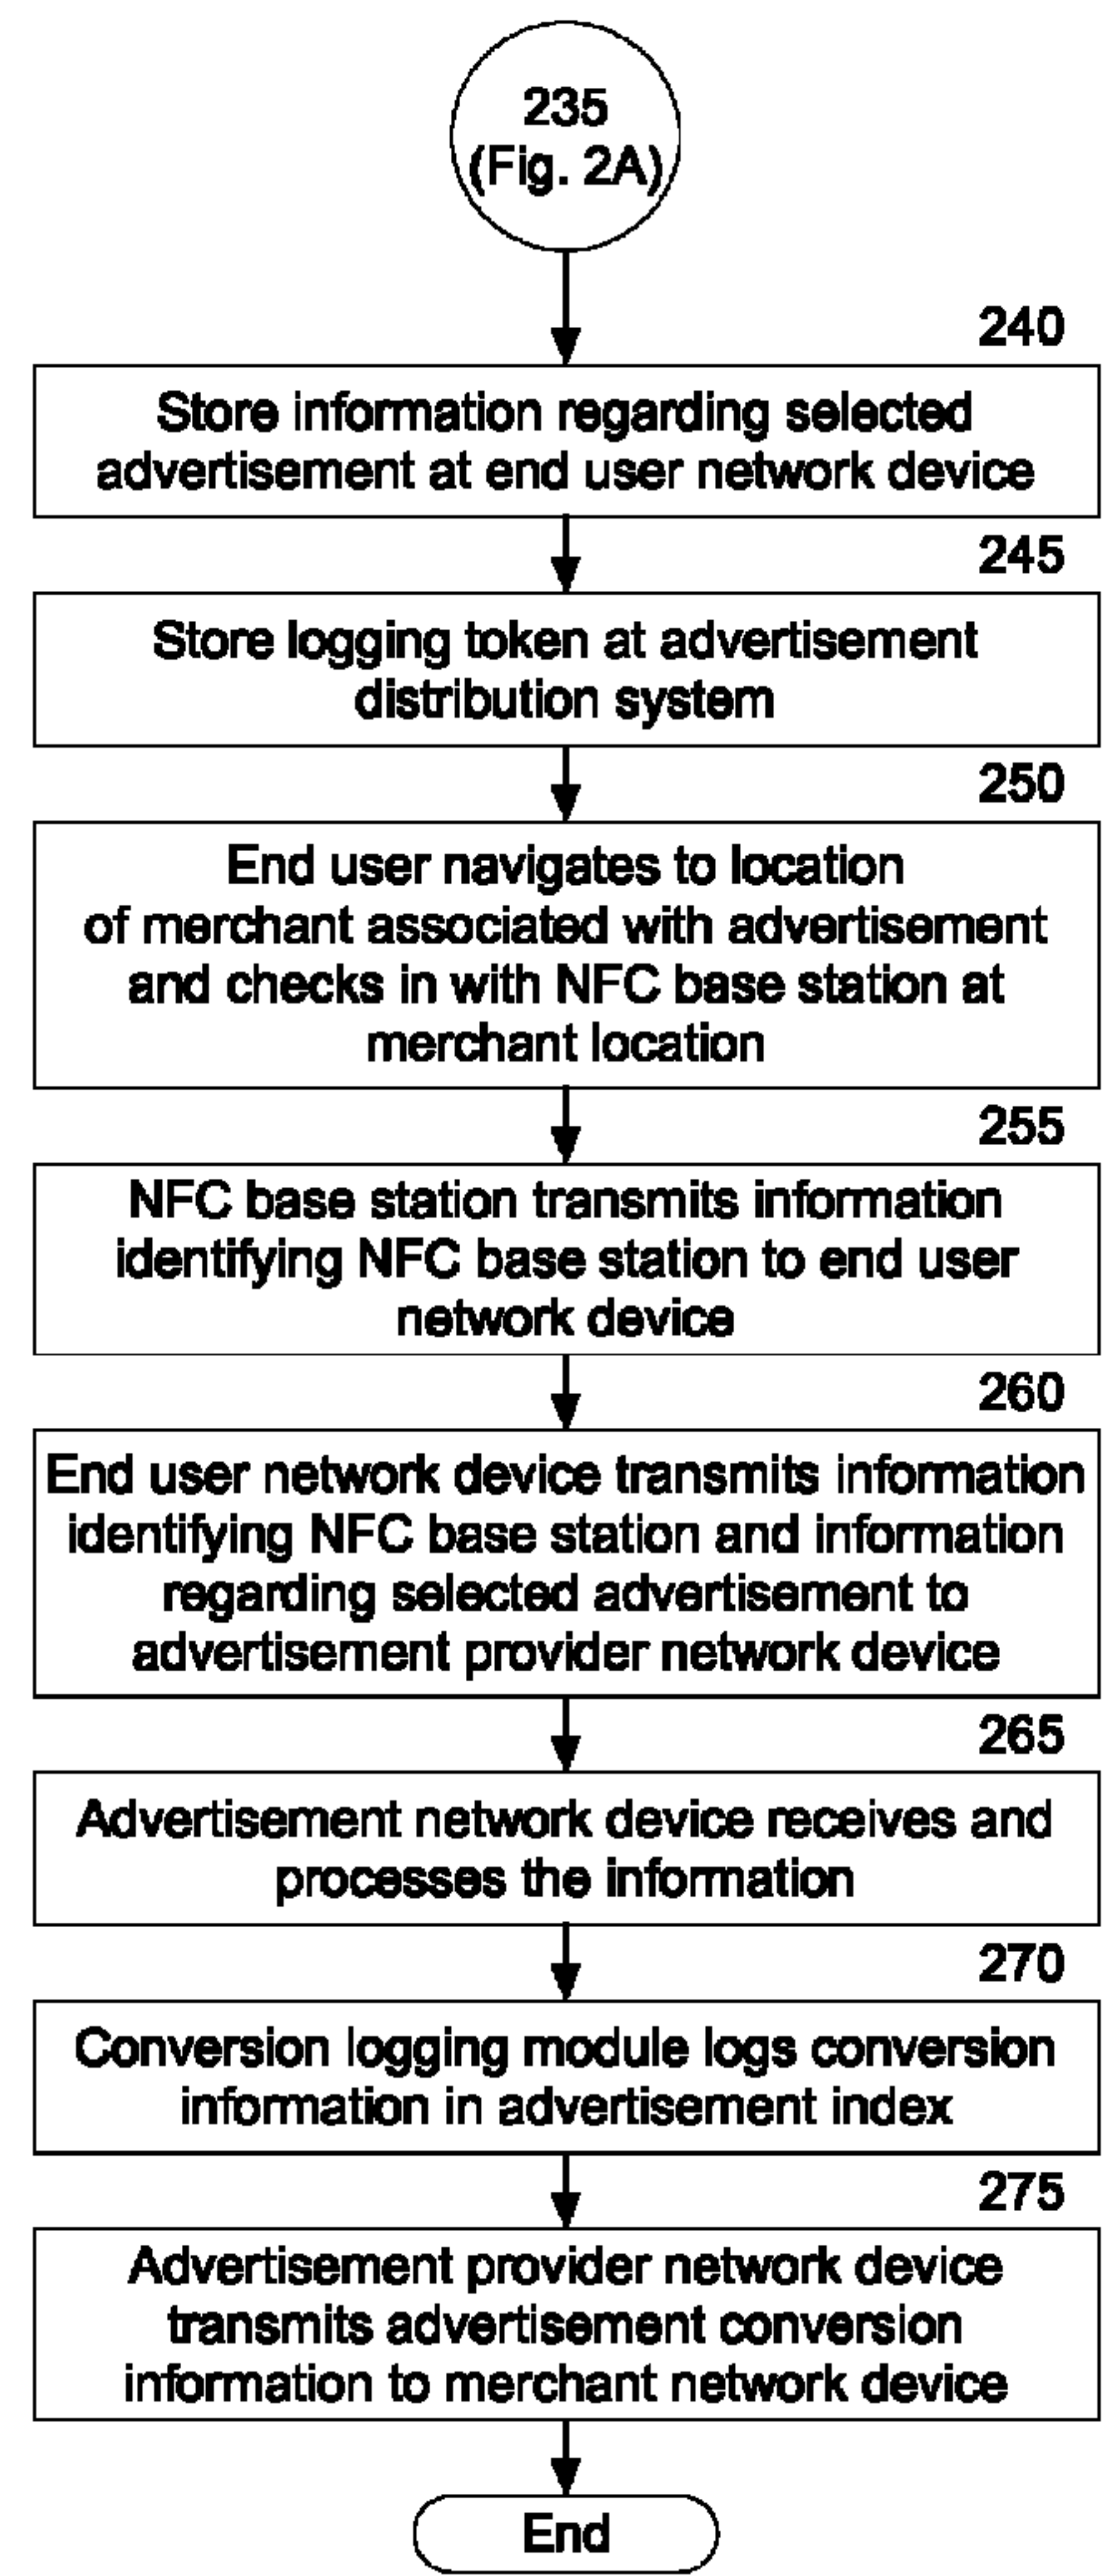 235
(Fig. 2A)
240
Store information regarding selected
advertisement at end user network device
245
Store logging token at advertisement
distribution system
250
End user navigates to location
of merchant associated with advertisement
and checks in with NFC base station at
merchant location
255
NFC base station transmits information
identifying NFC base station to end user
network device
260
End user network device transmits information
identifying NFC base station and information
regarding selected advertisement to
advertisement provider network device
265
Advertisement network device receives and
processes the information
270
Conversion logging module logs conversion
information in advertisement index
275
Advertisement provider network device
transmits advertisement conversion
information to merchant network device
End